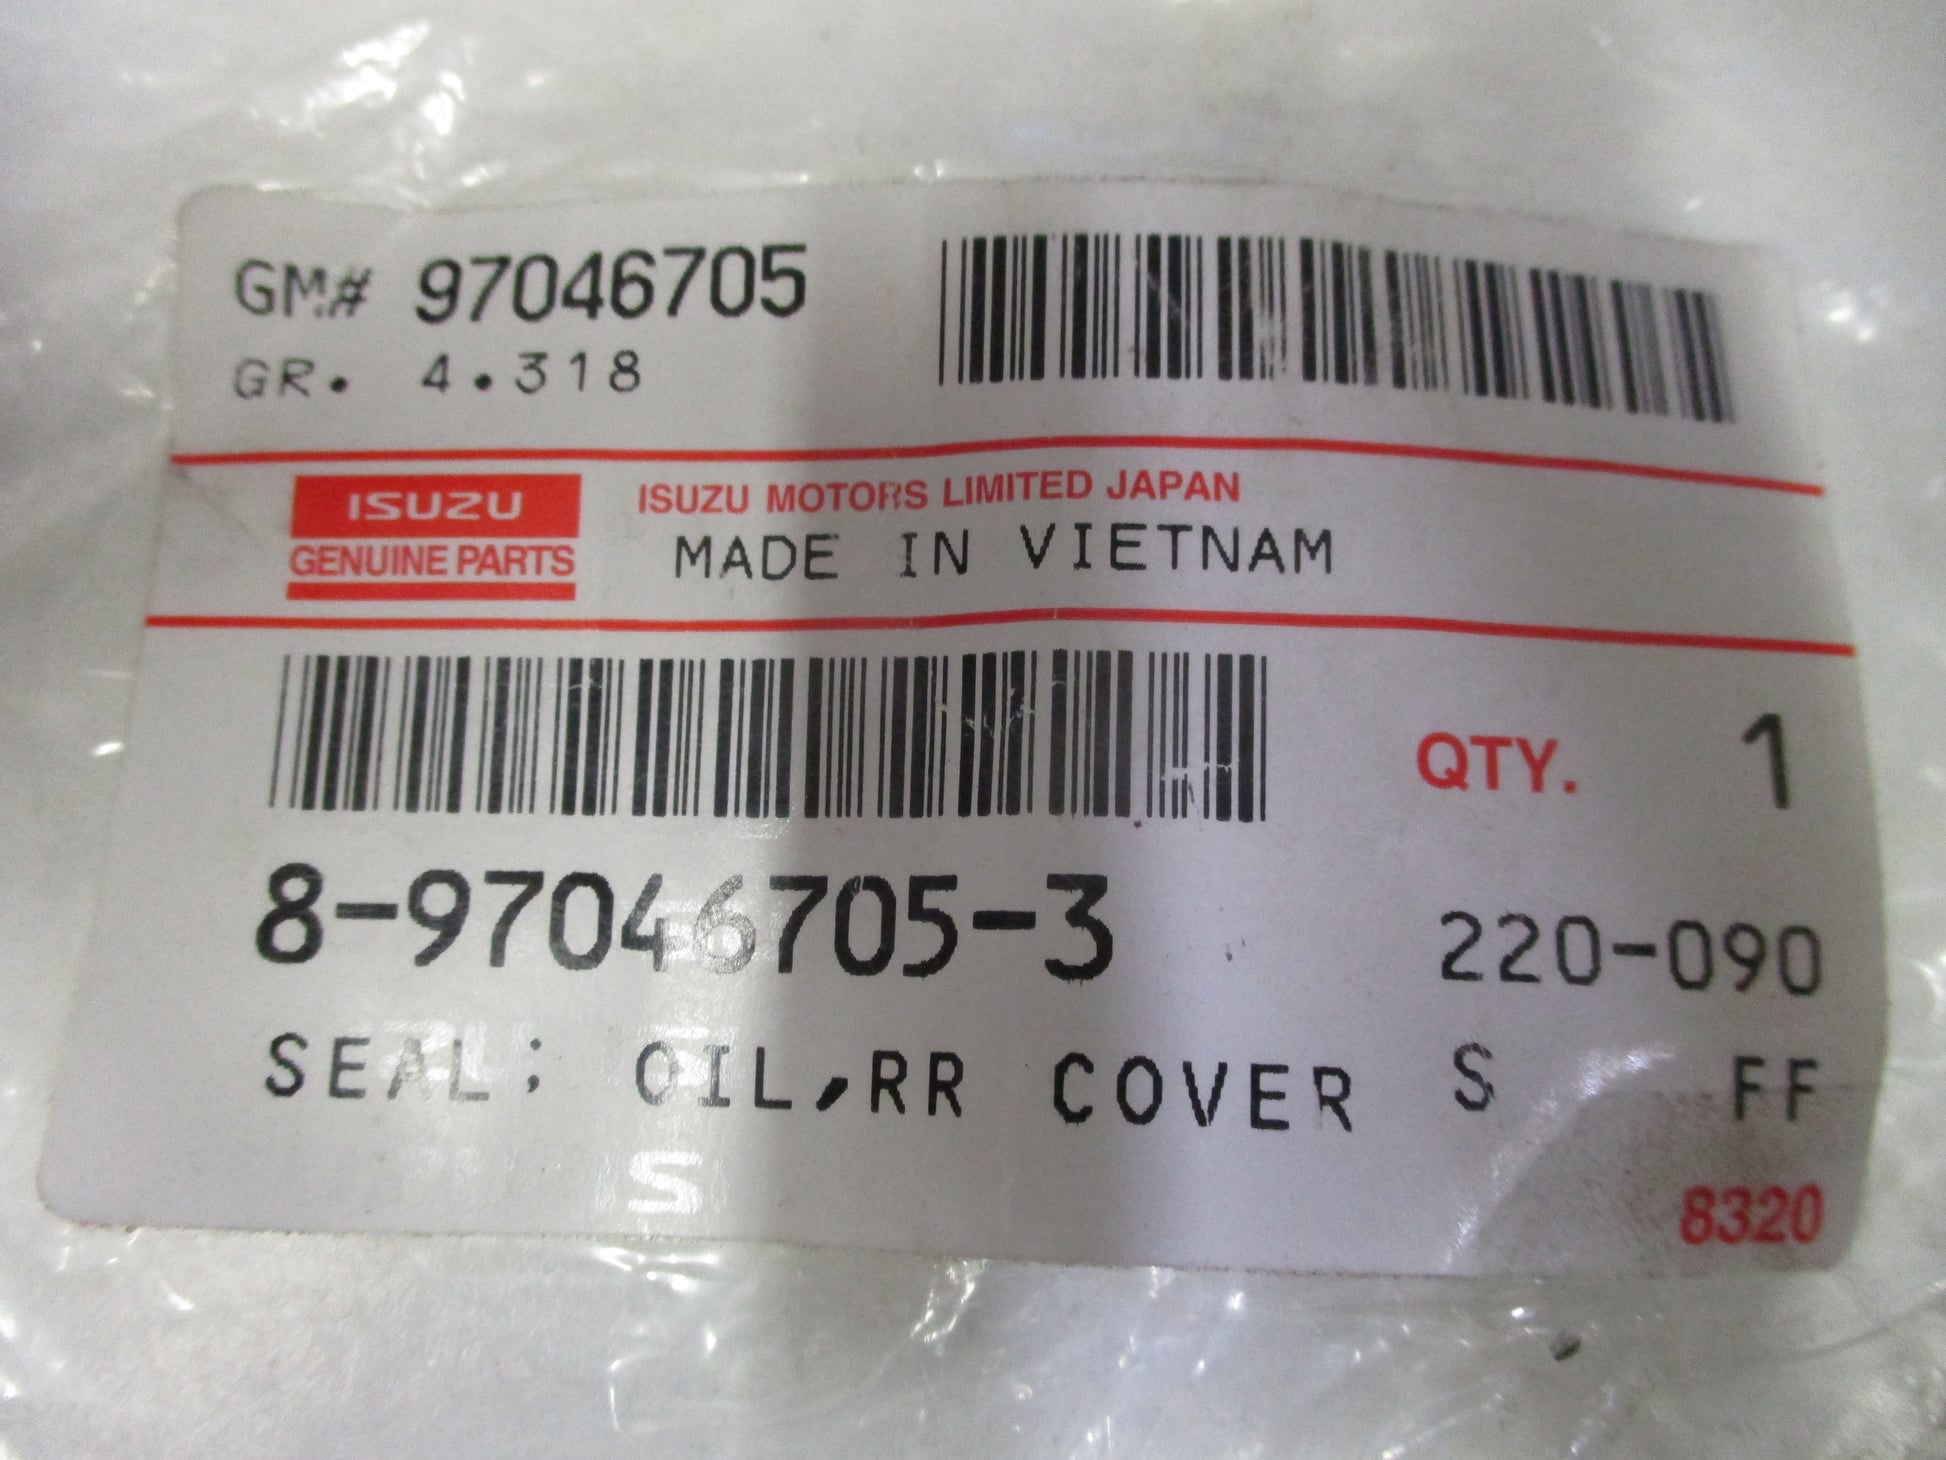 GM# 97046705
GR. 4.318
ISUZU
GENUINE PARTS
ISUZU MOTORS LIMITED JAPAN
MADE IN VIETNAM
QTY. 1
8-97046705-3
220-090
SEAL; OIL,RR COVER S FF
8320